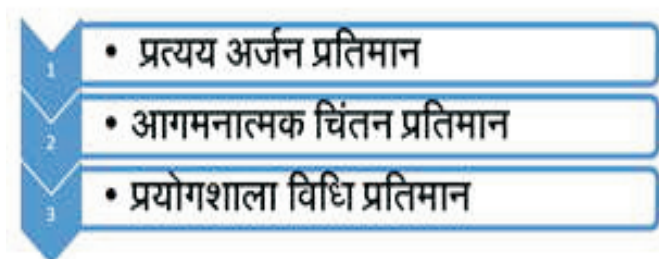 1 • प्रत्यय अर्जन प्रतिमान
2 • आगमनात्मक चिंतन प्रतिमान
3 • प्रयोगशाला विधि प्रतिमान